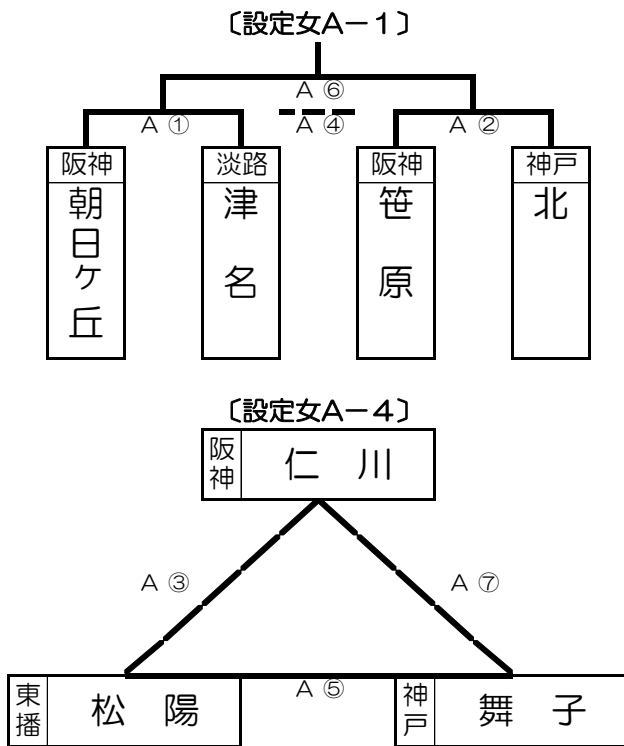 〔設定女A－1〕
A ⑥
A ① A ④ A ②
阪神 淡路 阪神 神戸
朝日ケ丘 津名 笹原 北
〔設定女A－4〕
阪神 仁川
A ③ A ⑦
A ⑤
東播 松陽 神戸 舞子